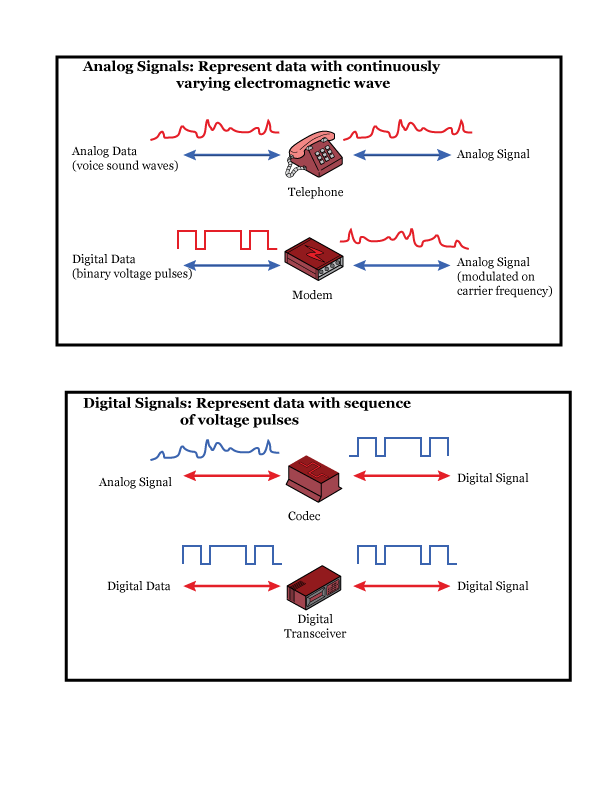 Analog Signals: Represent data with continuously
varying electromagnetic wave
Analog Data
(voice sound waves)
Analog Signal
Telephone
Digital Data
(binary voltage pulses)
Analog Signal
(modulated on
carrier frequency)
Modem
Digital Signals: Represent data with sequence
of voltage pulses
Analog Signal
Digital Signal
Codec
Digital Data
Digital Signal
Digital
Transceiver